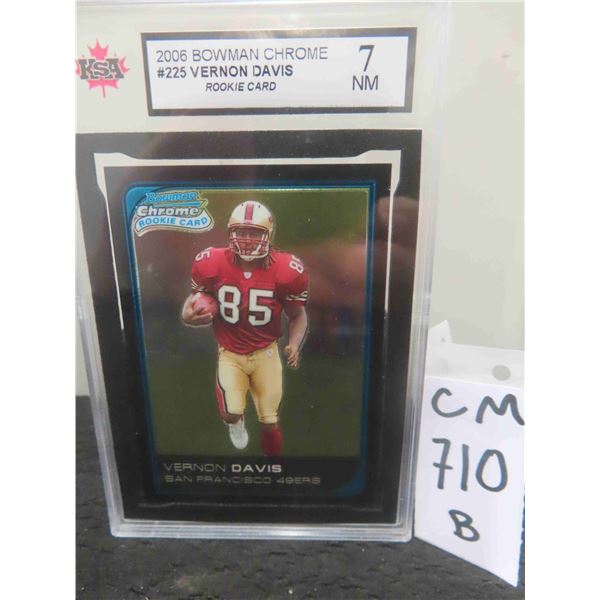 KSA
2006 BOWMAN CHROME
#225 VERNON DAVIS
ROOKIE CARD
7
NM
Bowman
Chrome
ROOKIE CARD
85
85
VERNON DAVIS
SAN FRANCISCO 49ERS
CM
710
B